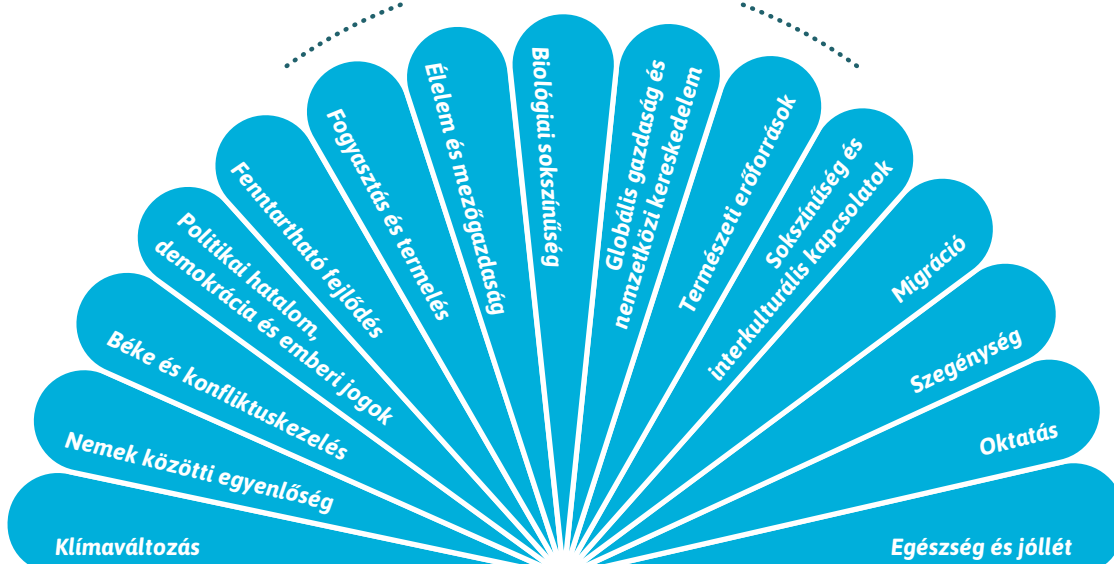 Klímaváltozás
Nemek közötti egyenlőség
Béke és konfliktuskezelés
Politikai hatalom,
demokrácia és emberi jogok
Fenntartható fejlődés
Fogyasztás és termelés
Élelem és mezőgazdaság
Biológiai sokszínűség
Globális gazdaság és
nemzetközi kereskedelem
Természeti erőforrások
Sokszínűség és
interkulturális kapcsolatok
Migráció
Szegénység
Oktatás
Egészség és jóllét